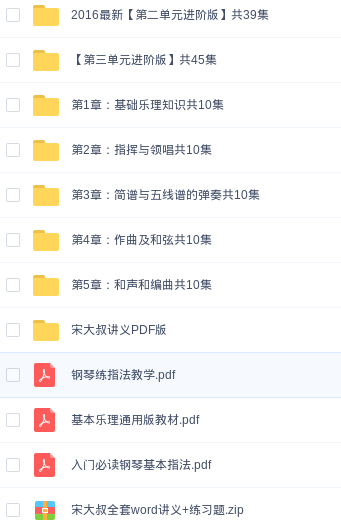 2016最新【第二单元进阶版】共39集
【第三单元进阶版】共45集
第1章：基础乐理知识共10集
第2章：指挥与领唱共10集
第3章：简谱与五线谱的弹奏共10集
第4章：作曲及和弦共10集
第5章：和声和编曲共10集
宋大叔讲义PDF版
钢琴练指法教学.pdf
基本乐理通用版教材.pdf
入门必读钢琴基本指法.pdf
宋大叔全套word讲义+练习题.zip